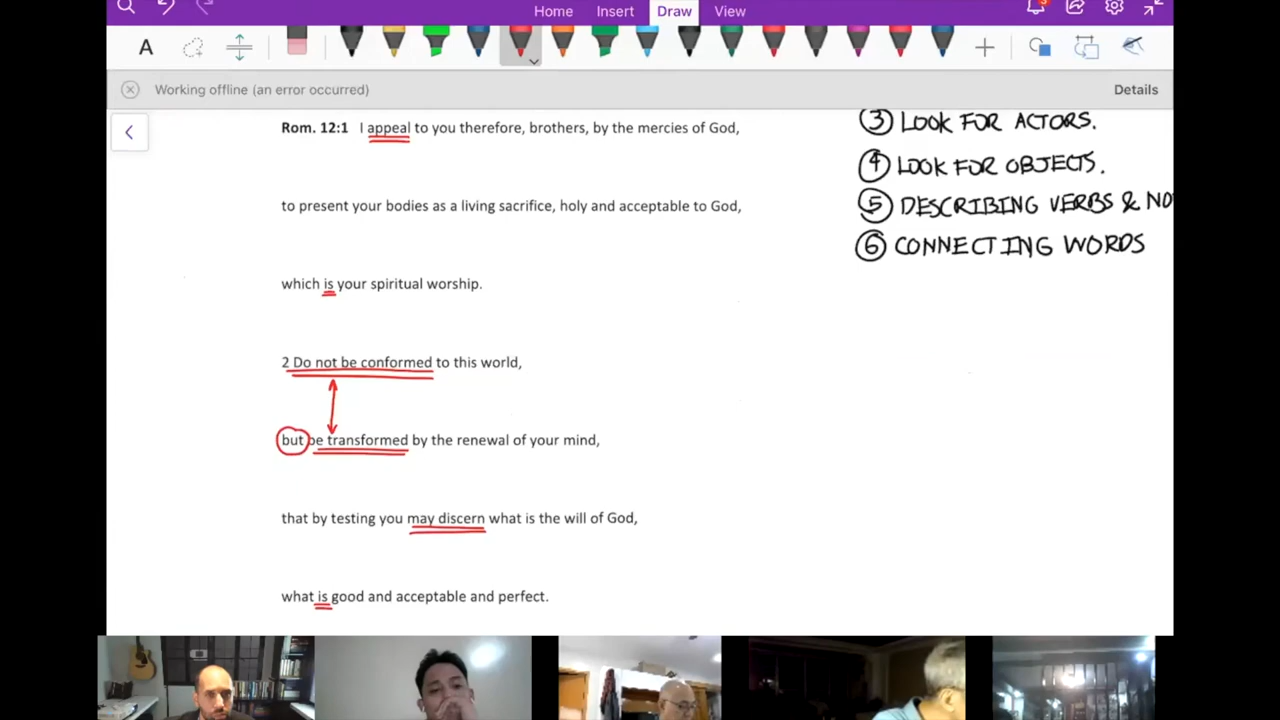 Home Insert Draw View
A
Working offline (an error occurred) Details
Rom. 12:1 I appeal to you therefore, brothers, by the mercies of God,
to present your bodies as a living sacrifice, holy and acceptable to God,
which is your spiritual worship.
2 Do not be conformed to this world,
but be transformed by the renewal of your mind,
that by testing you may discern what is the will of God,
what is good and acceptable and perfect.
③ LOOK FOR ACTORS.
④ LOOK FOR OBJECTS.
⑤ DESCRIBING VERBS & NO
⑥ CONNECTING WORDS